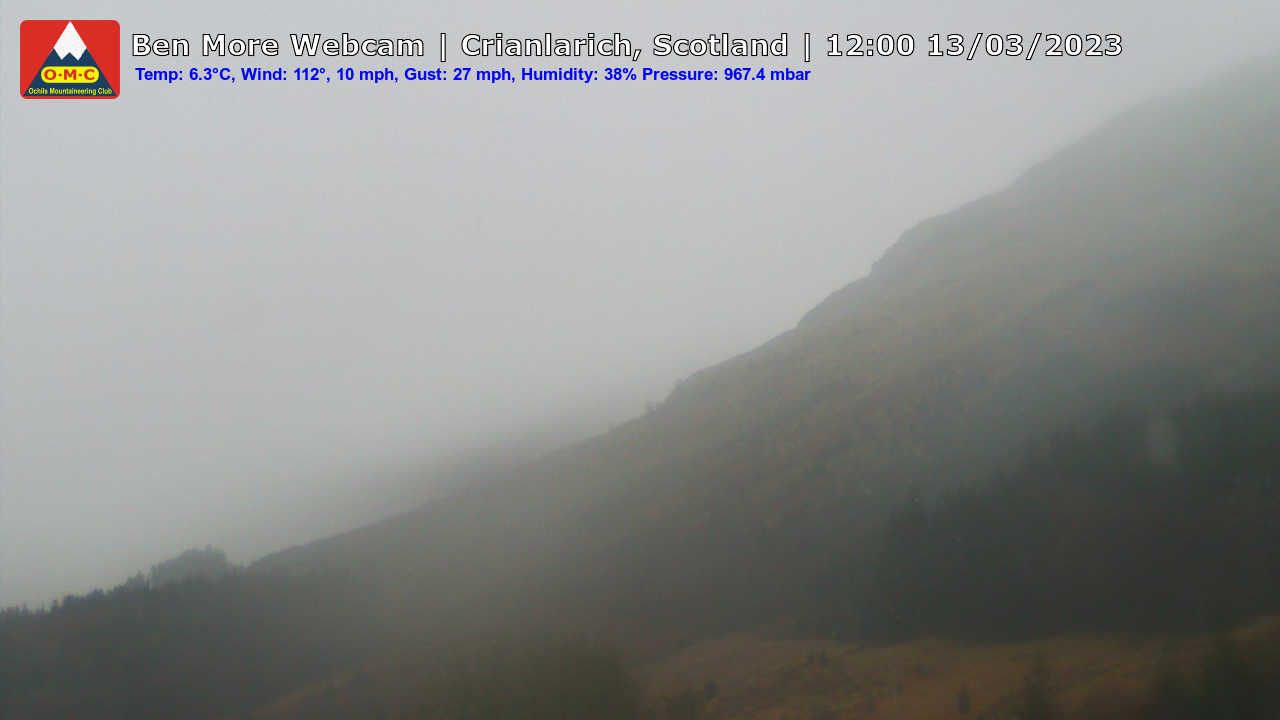 Ben More Webcam | Crianlarich, Scotland | 12:00 13/03/2023
Temp: 6.3°C, Wind: 112°, 10 mph, Gust: 27 mph, Humidity: 38% Pressure: 967.4 mbar
O·M·C
Ochils Mountaineering Club